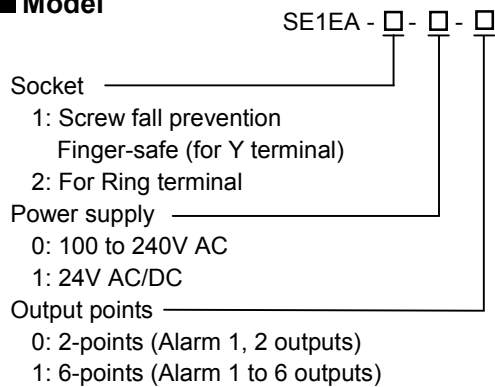 ■ Model
SE1EA - □ - □ - □
Socket
1: Screw fall prevention
Finger-safe (for Y terminal)
2: For Ring terminal
Power supply
0: 100 to 240V AC
1: 24V AC/DC
Output points
0: 2-points (Alarm 1, 2 outputs)
1: 6-points (Alarm 1 to 6 outputs)